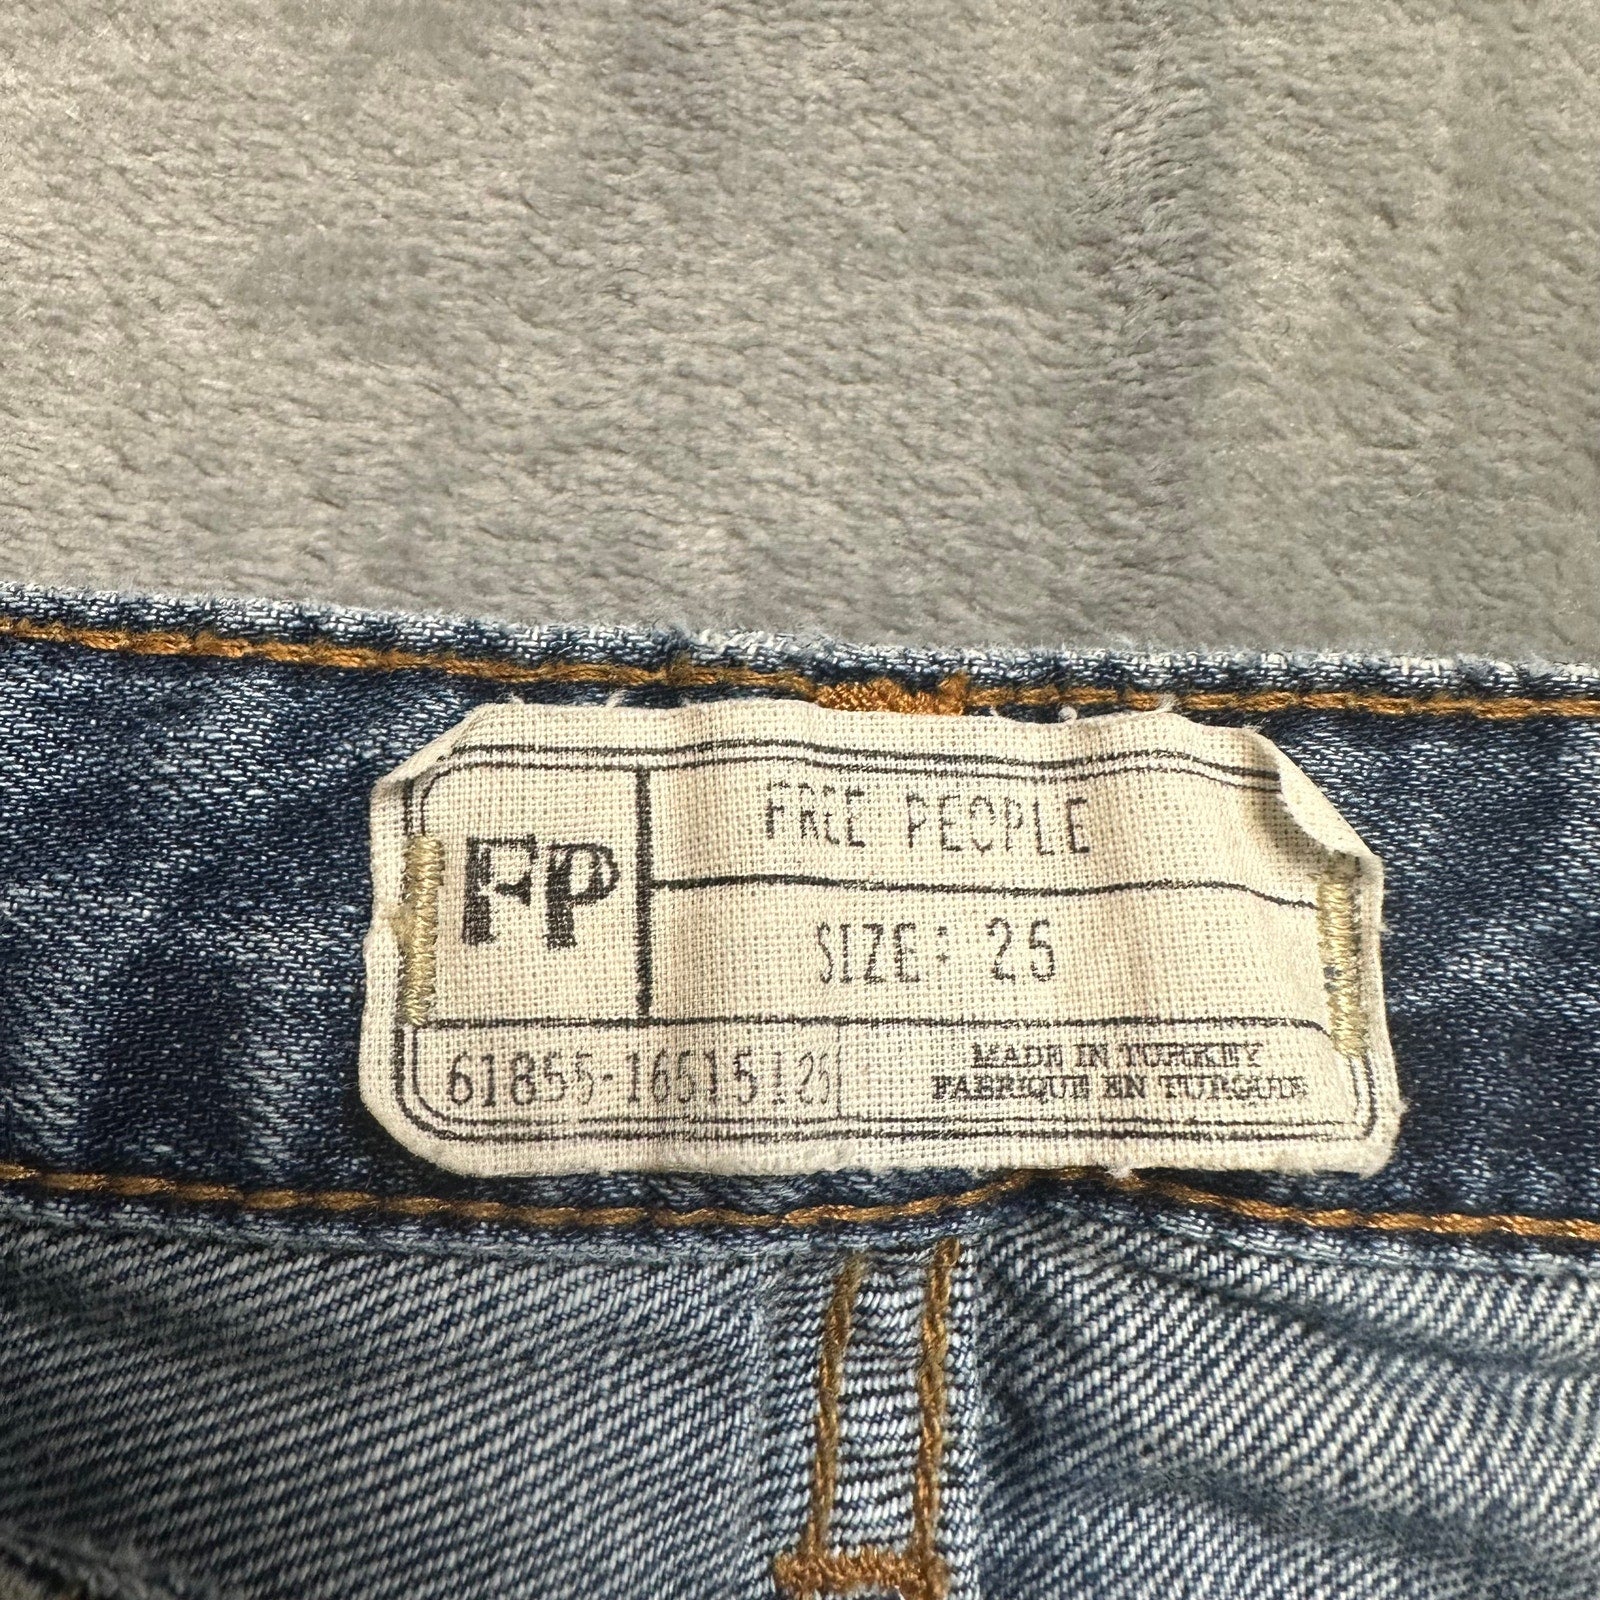 FP
FREE PEOPLE
SIZE: 25
61855-16515125
MADE IN TURKEY
FABRIQUE EN TURQUIE